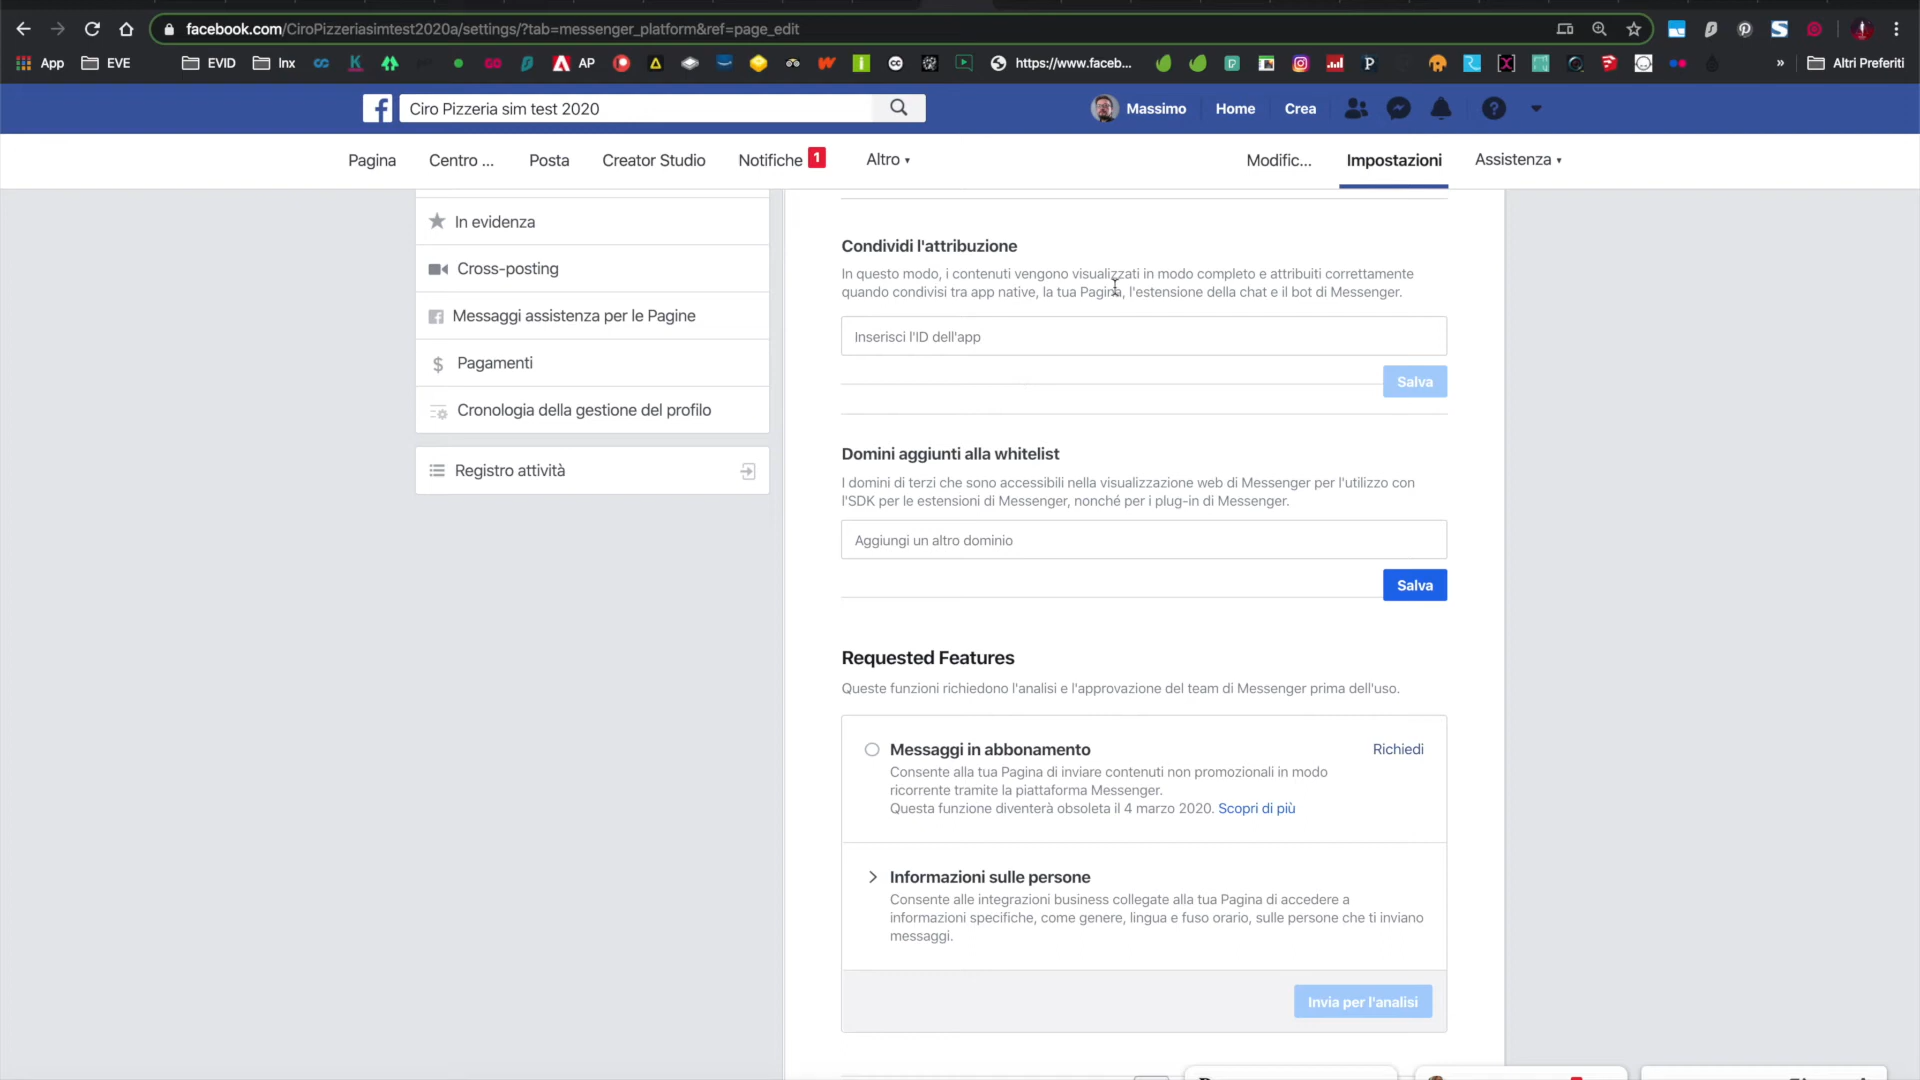 facebook.com/CiroPizzeriasimtest2020a/settings/?tab=messenger_platform&ref=page_edit
App EVE EVID Inx AP https://www.faceb... » Altri Preferiti
Ciro Pizzeria sim test 2020
Massimo Home Crea
Pagina Centro ... Posta Creator Studio Notifiche 1 Altro Modific... Impostazioni Assistenza
In evidenza
Cross-posting
Messaggi assistenza per le Pagine
Pagamenti
Cronologia della gestione del profilo
Registro attività
Condividi l'attribuzione
In questo modo, i contenuti vengono visualizzati in modo completo e attribuiti correttamente
quando condivisi tra app native, la tua Pagina, l'estensione della chat e il bot di Messenger.
Inserisci l'ID dell'app
Salva
Domini aggiunti alla whitelist
I domini di terzi che sono accessibili nella visualizzazione web di Messenger per l'utilizzo con
l'SDK per le estensioni di Messenger, nonché per i plug-in di Messenger.
Aggiungi un altro dominio
Salva
Requested Features
Queste funzioni richiedono l'analisi e l'approvazione del team di Messenger prima dell'uso.
Messaggi in abbonamento Richiedi
Consente alla tua Pagina di inviare contenuti non promozionali in modo
ricorrente tramite la piattaforma Messenger.
Questa funzione diventerà obsoleta il 4 marzo 2020. Scopri di più
Informazioni sulle persone
Consente alle integrazioni business collegate alla tua Pagina di accedere a
informazioni specifiche, come genere, lingua e fuso orario, sulle persone che ti inviano
messaggi.
Invia per l'analisi